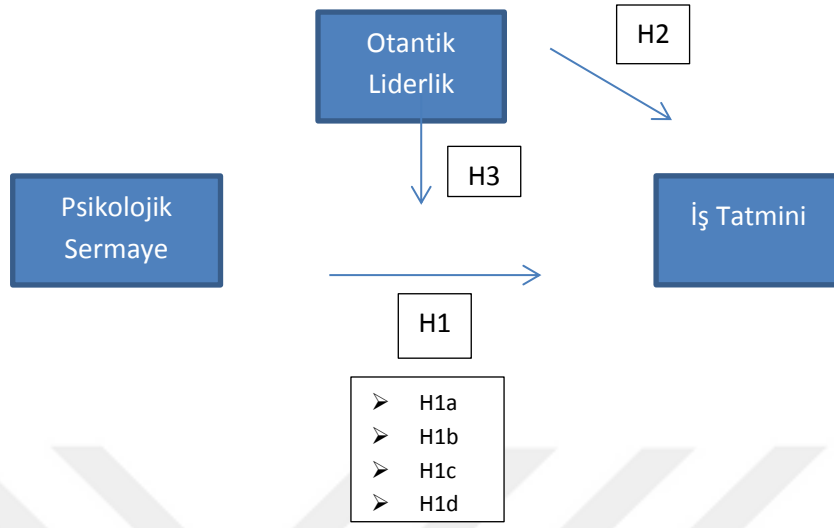 Otantik
Liderlik
H2
H3
Psikolojik
Sermaye
İş Tatmini
H1
➢ H1a
➢ H1b
➢ H1c
➢ H1d